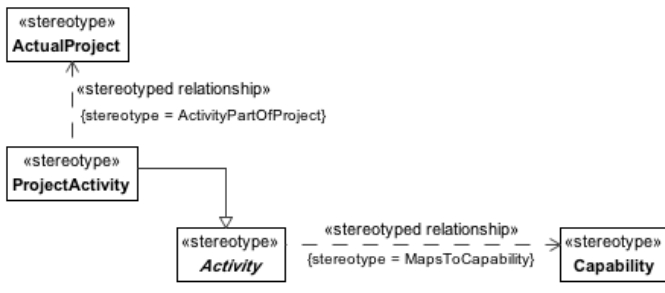 «stereotype»
ActualProject
«stereotyped relationship»
{stereotype = ActivityPartOfProject}
«stereotype»
ProjectActivity
«stereotype»
Activity
«stereotyped relationship»
{stereotype = MapsToCapability}
«stereotype»
Capability